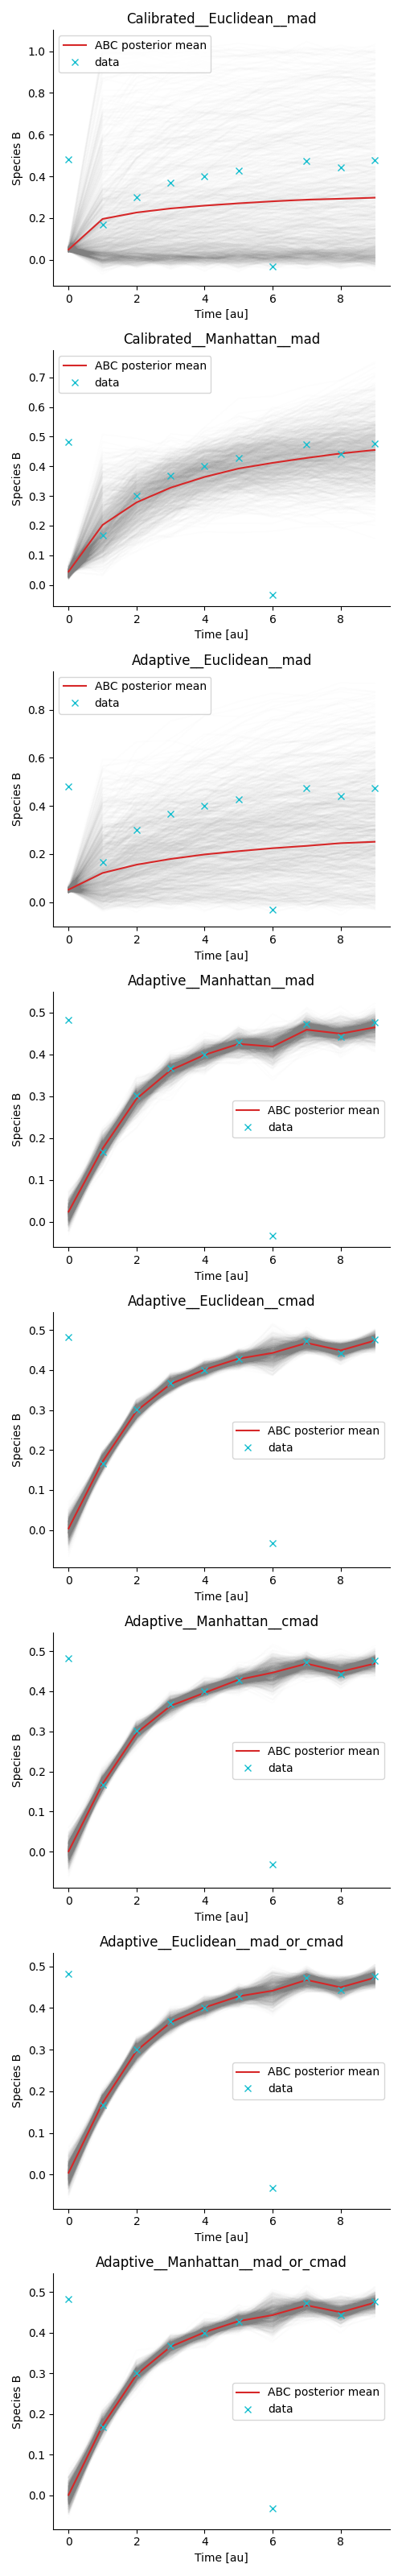 Calibrated__Euclidean__mad
ABC posterior mean
data
1.0
0.8
0.6
0.4
0.2
0.0
Species B
0 2 4 6 8
Time [au]
Calibrated__Manhattan__mad
ABC posterior mean
data
0.7
0.6
0.5
0.4
0.3
0.2
0.1
0.0
Species B
0 2 4 6 8
Time [au]
Adaptive__Euclidean__mad
ABC posterior mean
data
0.8
0.6
0.4
0.2
0.0
Species B
0 2 4 6 8
Time [au]
Adaptive__Manhattan__mad
0.5
0.4
0.3
0.2
0.1
0.0
Species B
ABC posterior mean
data
0 2 4 6 8
Time [au]
Adaptive__Euclidean__cmad
0.5
0.4
0.3
0.2
0.1
0.0
Species B
ABC posterior mean
data
0 2 4 6 8
Time [au]
Adaptive__Manhattan__cmad
0.5
0.4
0.3
0.2
0.1
0.0
Species B
ABC posterior mean
data
0 2 4 6 8
Time [au]
Adaptive__Euclidean__mad_or_cmad
0.5
0.4
0.3
0.2
0.1
0.0
Species B
ABC posterior mean
data
0 2 4 6 8
Time [au]
Adaptive__Manhattan__mad_or_cmad
0.5
0.4
0.3
0.2
0.1
0.0
Species B
ABC posterior mean
data
0 2 4 6 8
Time [au]